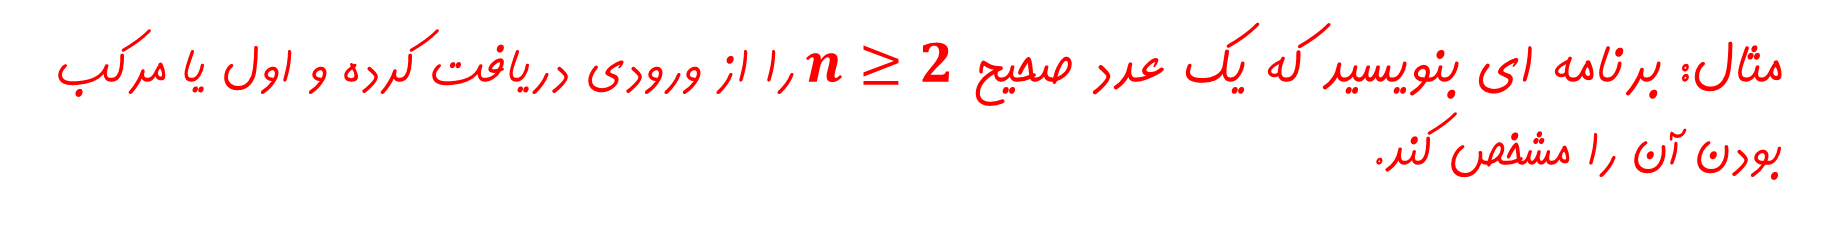 مثال: برنامه ای بنویسید که یک عدد صحیح n ≥ 2 را از ورودی دریافت کرده و اول یا مرکب
بودن آن را مشخص کند.